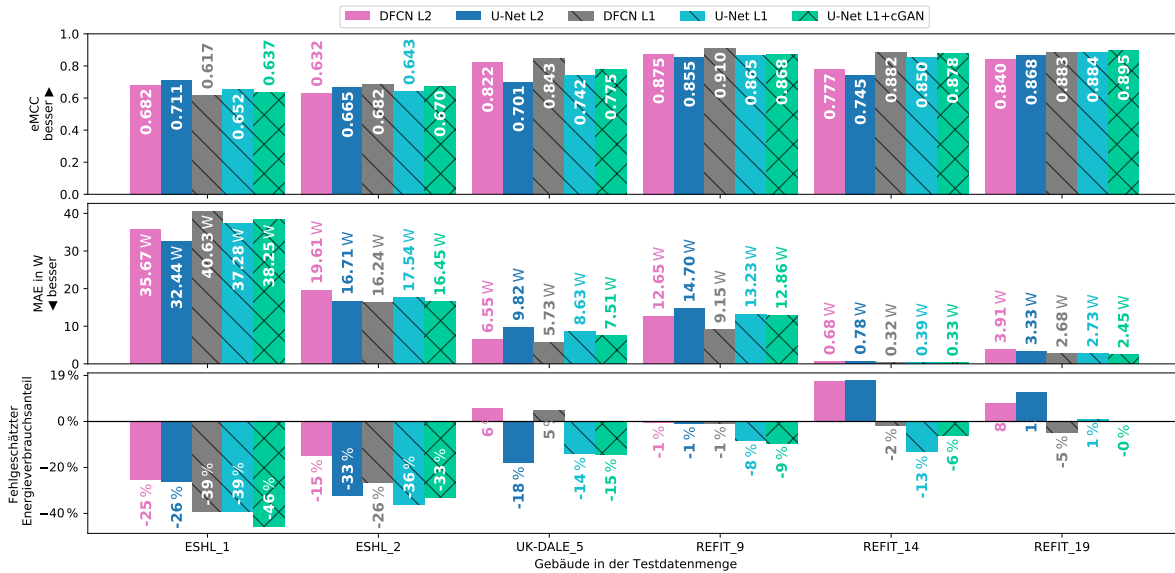 DFCN L2 U-Net L2 DFCN L1 U-Net L1 U-Net L1+cGAN
eMCC
besser ▶
1.0
0.8
0.6
0.4
0.2
0.0
0.682 0.711 0.617 0.652 0.637
0.632 0.665 0.682 0.643 0.670
0.822 0.701 0.843 0.742 0.775
0.875 0.855 0.910 0.865 0.868
0.777 0.745 0.882 0.850 0.878
0.840 0.868 0.883 0.884 0.895
MAE in W
◀ besser
40
30
20
10
0
35.67 W 32.44 W 40.63 W 37.28 W 38.25 W
19.61 W 16.71 W 16.24 W 17.54 W 16.45 W
6.55 W 9.82 W 5.73 W 8.63 W 7.51 W
12.65 W 14.70 W 9.15 W 13.23 W 12.86 W
0.68 W 0.78 W 0.32 W 0.39 W 0.33 W
3.91 W 3.33 W 2.68 W 2.73 W 2.45 W
Fehlgeschätzter
Energieverbrauchsanteil
19 %
0 %
−20 %
−40 %
-25 % -26 % -39 % -39 % -46 %
-15 % -33 % -26 % -36 % -33 %
6 -18 % 5 % -14 % -15 %
-1 % -1 % -1 % -8 % -9 %
-2 % -13 % -6 %
8 1 -5 % 1 % -0 %
ESHL_1 ESHL_2 UK-DALE_5 REFIT_9 REFIT_14 REFIT_19
Gebäude in der Testdatenmenge